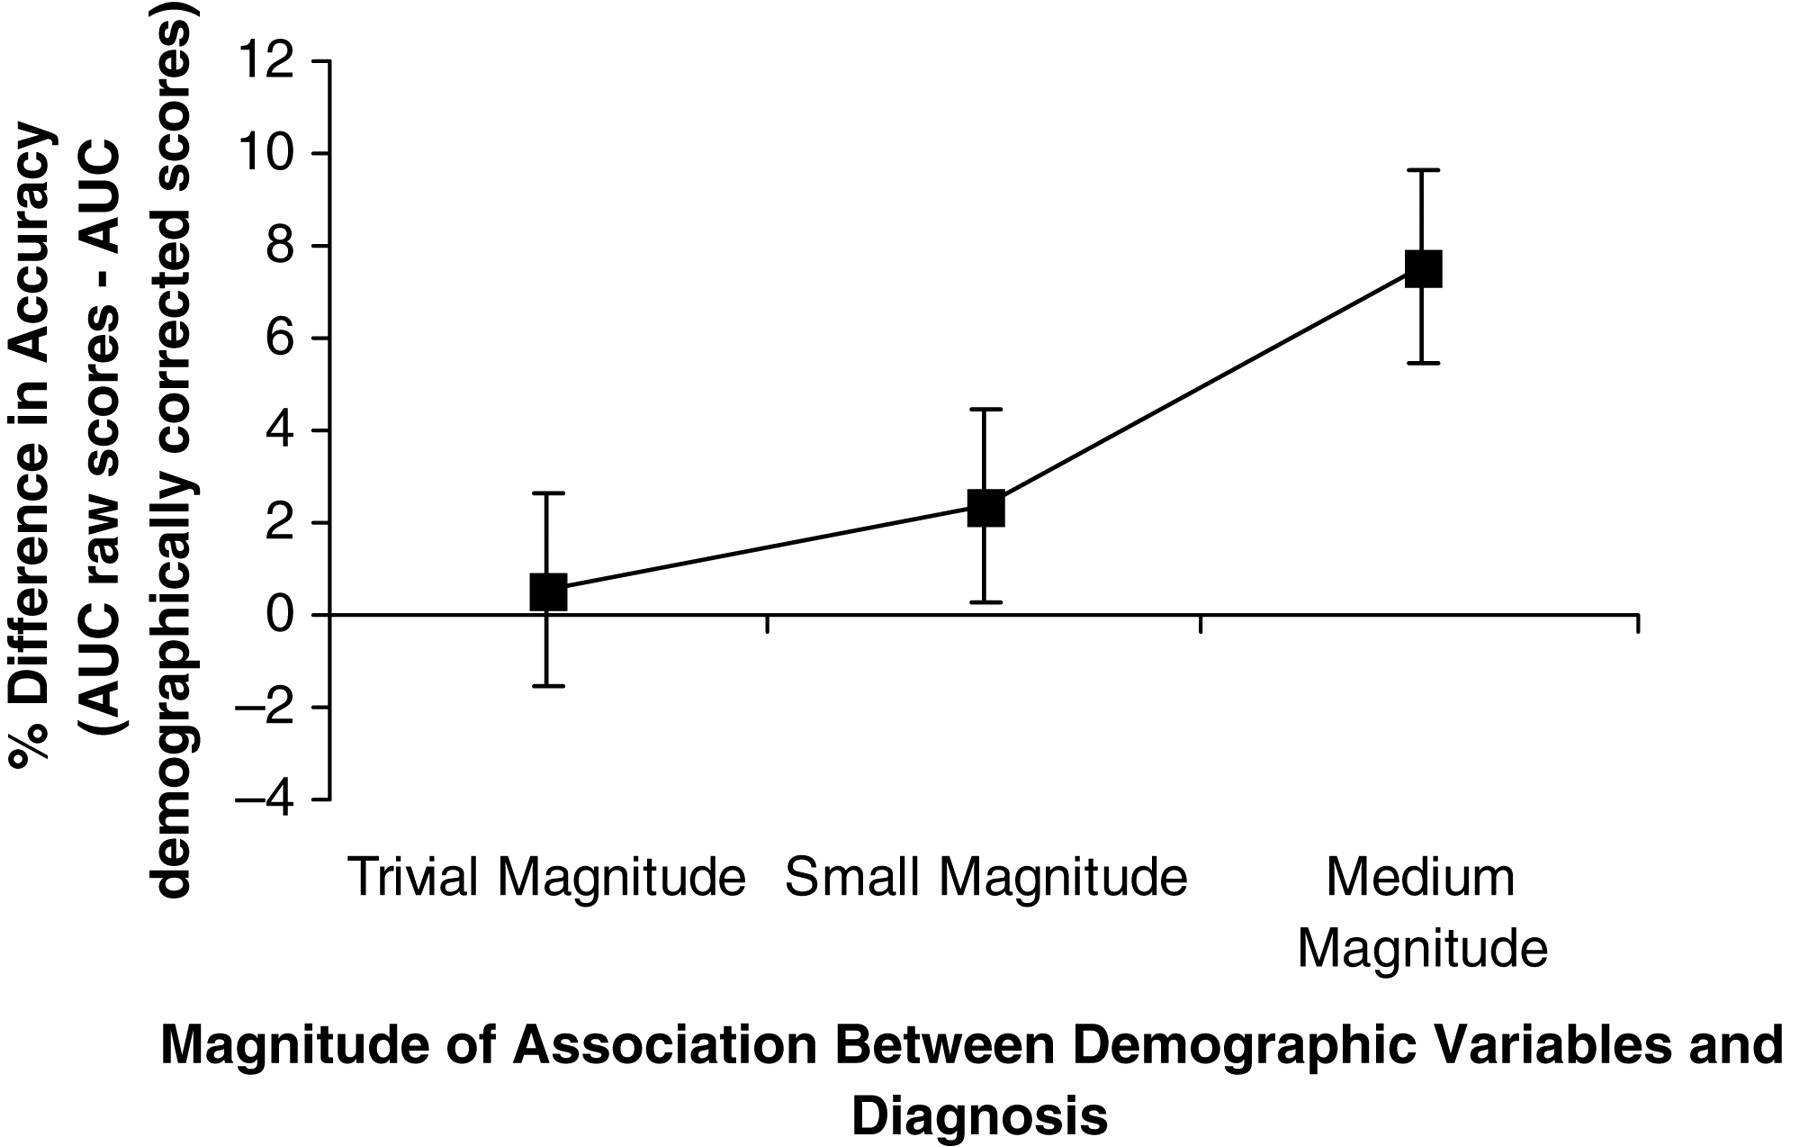 % Difference in Accuracy
(AUC raw scores - AUC
demographically corrected scores)
12
10
8
6
4
2
0
–2
–4
Trivial Magnitude
Small Magnitude
Medium
Magnitude
Magnitude of Association Between Demographic Variables and
Diagnosis